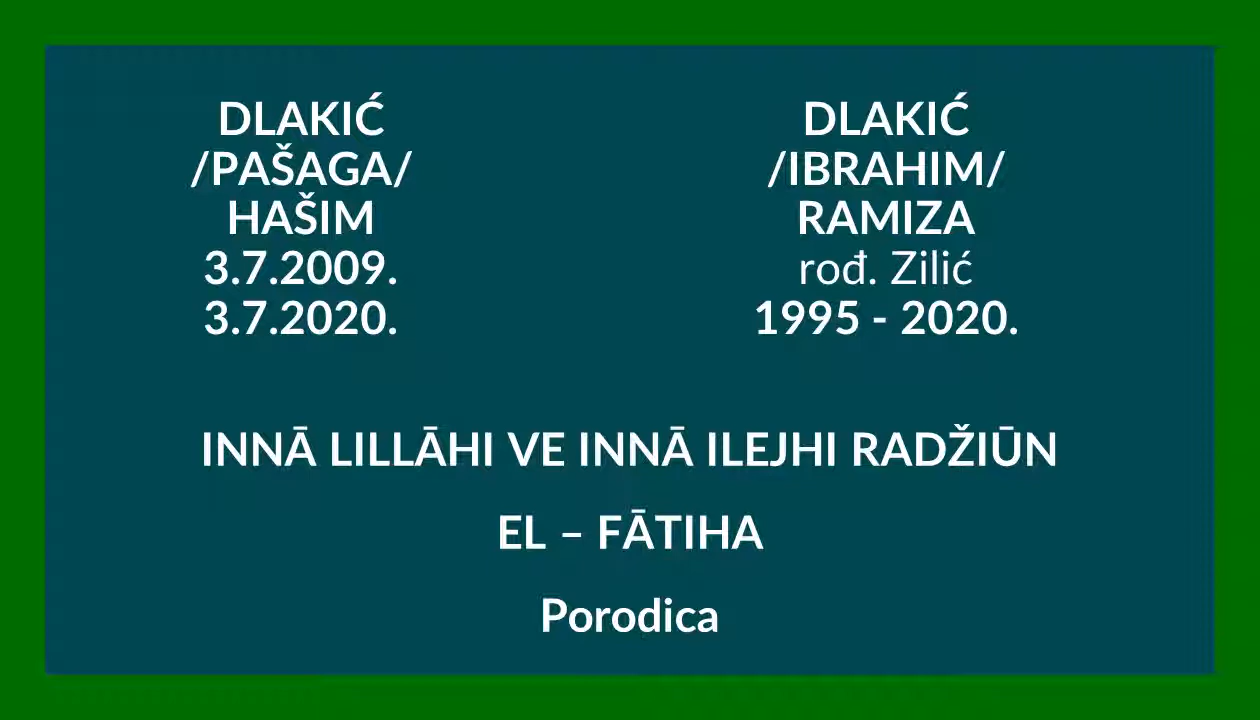 DLAKIĆ
/PAŠAGA/
HAŠIM
3.7.2009.
3.7.2020.
DLAKIĆ
/IBRAHIM/
RAMIZA
rođ. Zilić
1995 - 2020.
INNĀ LILLĀHI VE INNĀ ILEJHI RADŽIŪN
EL – FĀTIHA
Porodica